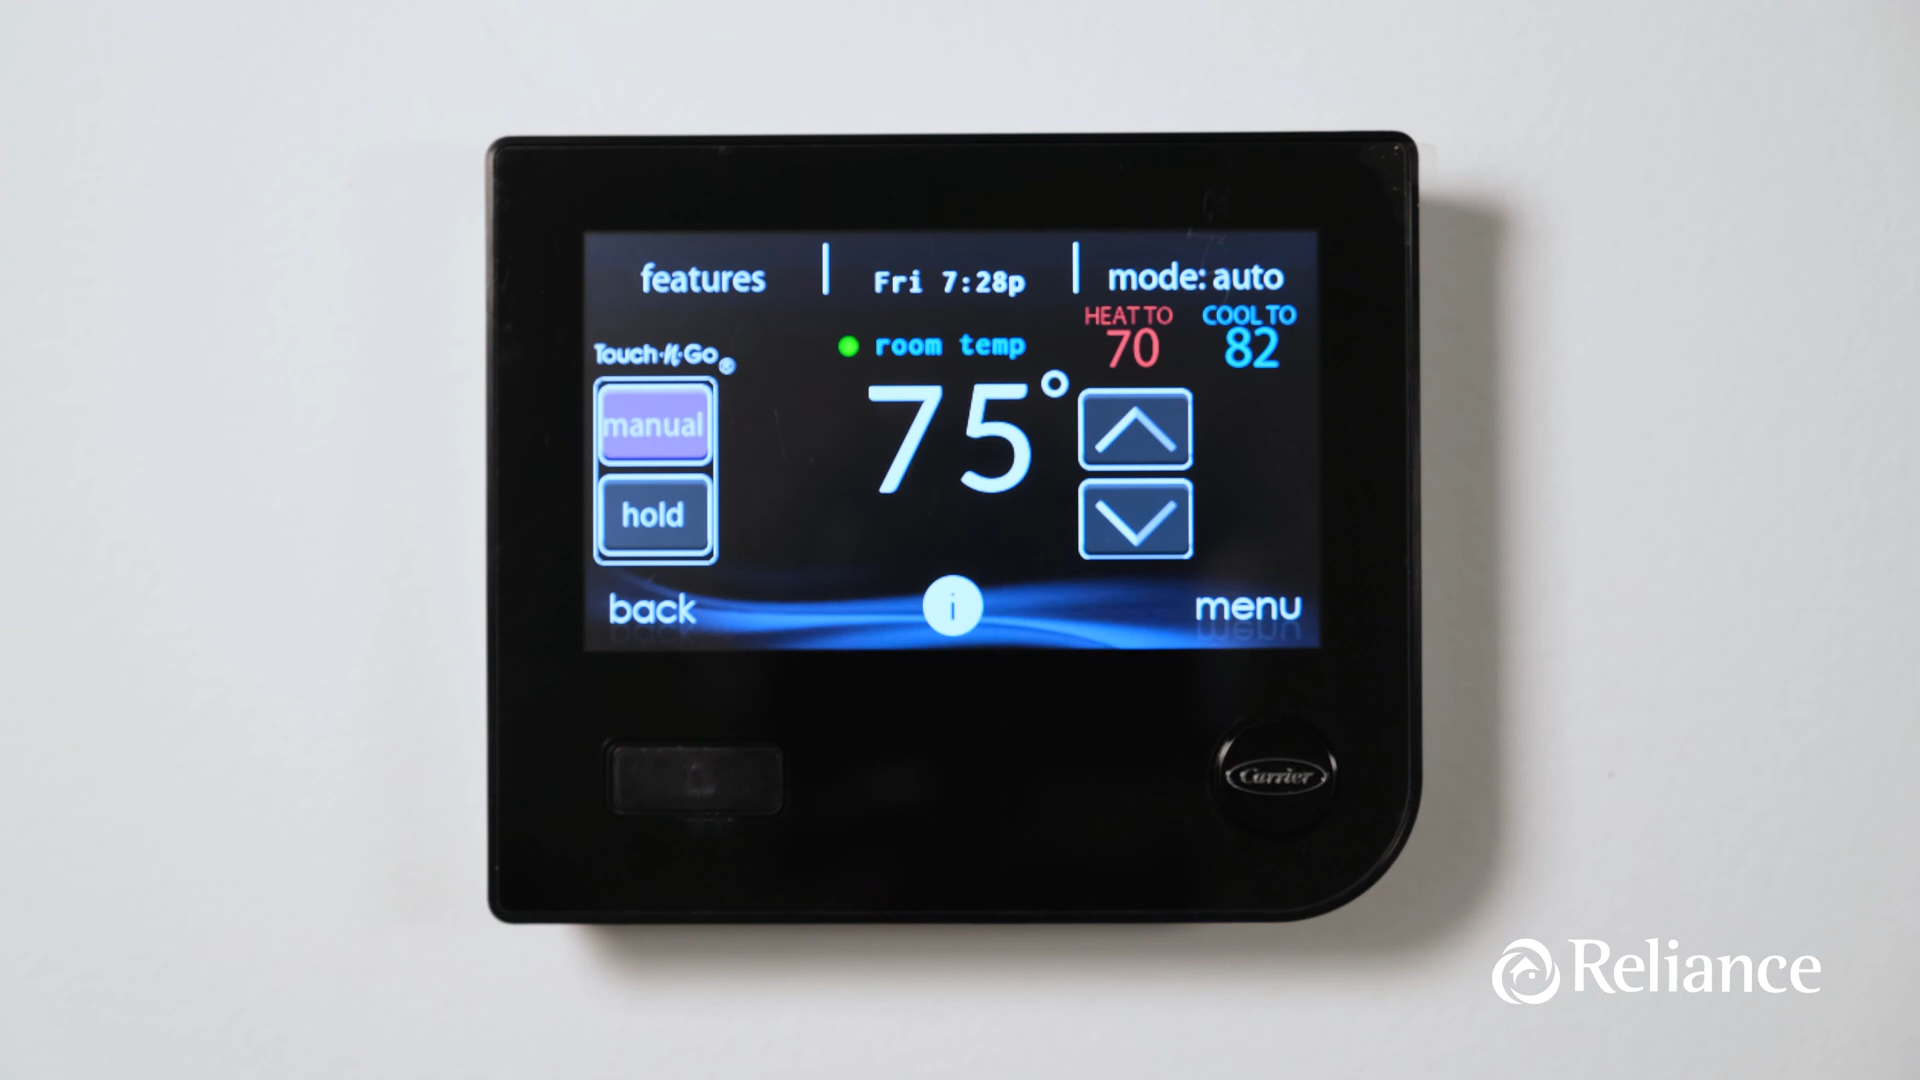 features
Fri 7:28p
mode: auto
HEAT TO
70
COOL TO
82
room temp
75°
Touch-N-Go®
manual
hold
back
i
menu
Carrier
Reliance